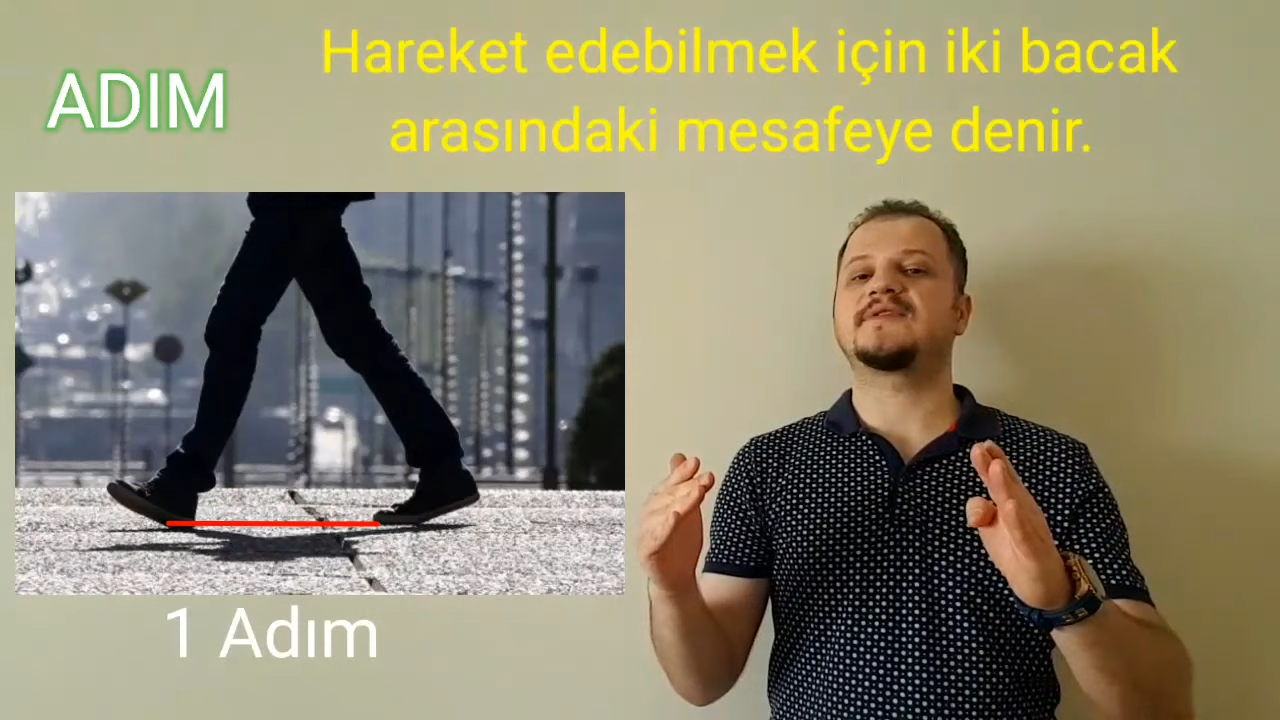 ADIM
Hareket edebilmek için iki bacak
arasındaki mesafeye denir.
1 Adım